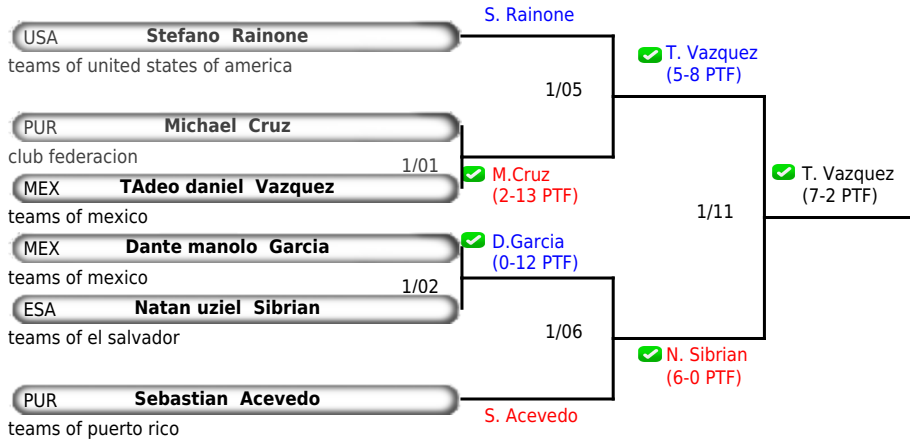 S. Rainone
USA Stefano Rainone
teams of united states of america
T. Vazquez
(5-8 PTF)
1/05
PUR Michael Cruz
club federacion
1/01
M.Cruz
(2-13 PTF)
MEX TAdeo daniel Vazquez
teams of mexico
T. Vazquez
(7-2 PTF)
1/11
MEX Dante manolo Garcia
teams of mexico
D.Garcia
(0-12 PTF)
1/02
ESA Natan uziel Sibrian
teams of el salvador
1/06
N. Sibrian
(6-0 PTF)
PUR Sebastian Acevedo
S. Acevedo
teams of puerto rico